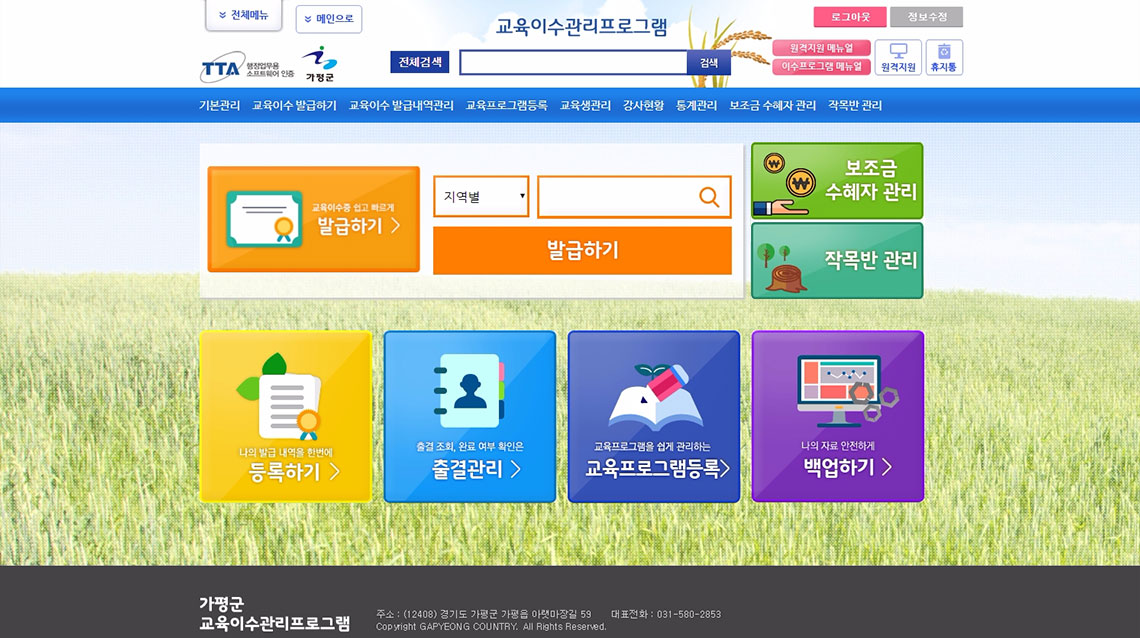 전체메뉴
메인으로
교육이수관리프로그램
로그아웃
정보수정
TTA 행정업무용
소프트웨어 인증
가평군
전체검색
검색
원격지원 메뉴얼
이수프로그램 메뉴얼
원격지원
휴지통
기본관리 교육이수 발급하기 교육이수 발급내역관리 교육프로그램등록 교육생관리 강사현황 통계관리 보조금 수혜자 관리 작목반 관리
교육이수증 쉽고 빠르게
발급하기
지역별
발급하기
보조금
수혜자 관리
작목반 관리
나의 발급 내역을 한번에
등록하기
출결 조회, 완료 여부 확인은
출결관리
교육프로그램을 쉽게 관리하는
교육프로그램등록
나의 자료 안전하게
백업하기
가평군
교육이수관리프로그램
주소 : (12408) 경기도 가평군 가평읍 아랫마장길 59 대표전화 : 031-580-2853
Copyright GAPYEONG COUNTRY. All Rights Reserved.